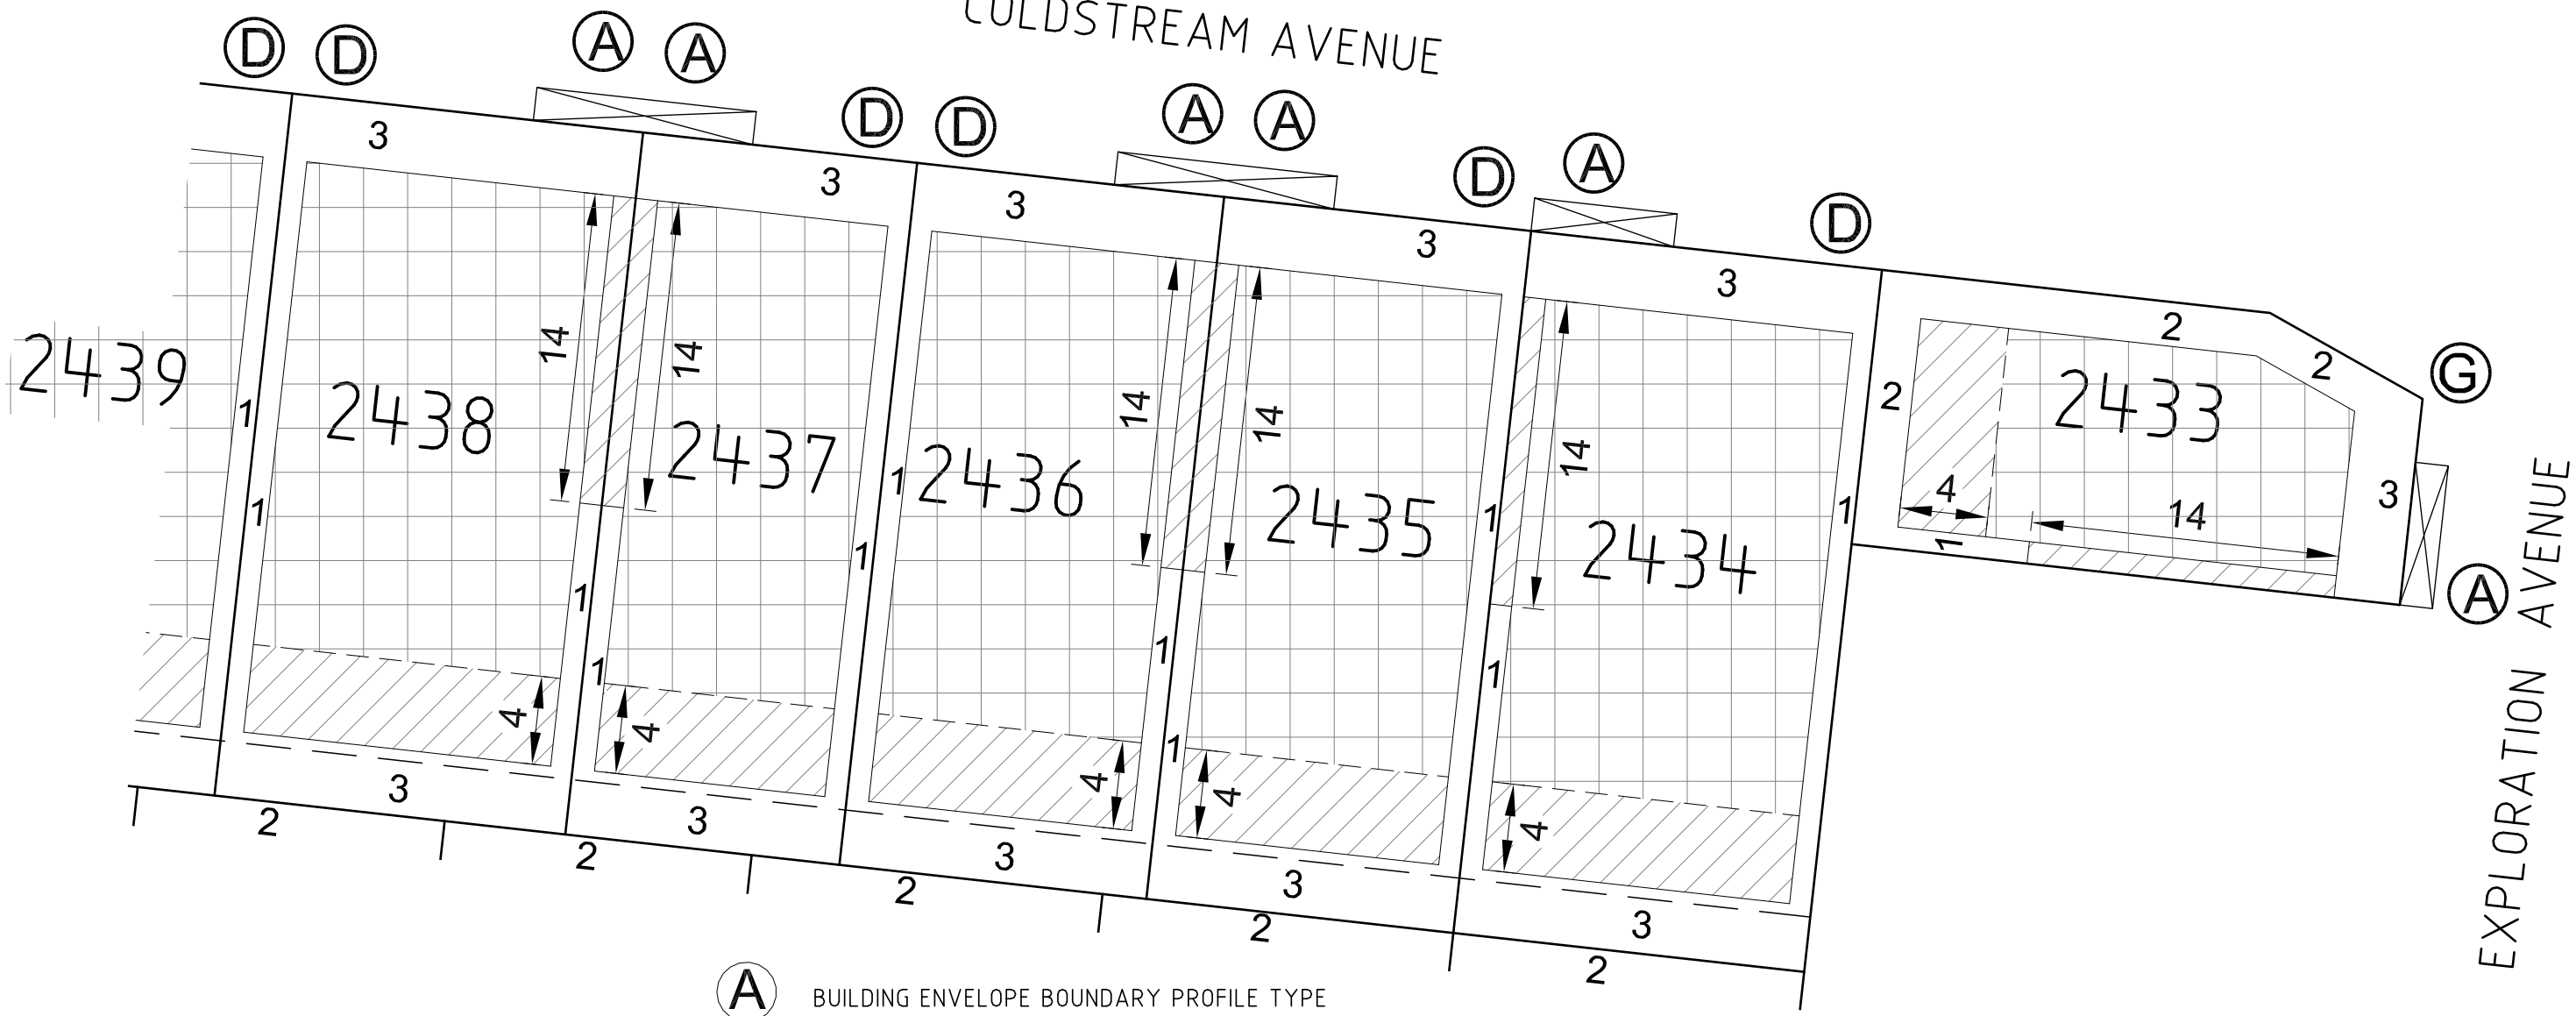 COLDSTREAM AVENUE
D D A A D D A A D A D
3 3 3 3 3 2 2
G
14 14 14 14 14
2439 2438 2437 2436 2435 2434 2433
1 1 1 1 1 1 2 3
4 14
1
A
1 1 1 1 1
4 4 4 4 4
3 3 3 3 3
2 2 2 2 2
EXPLORATION AVENUE
A BUILDING ENVELOPE BOUNDARY PROFILE TYPE